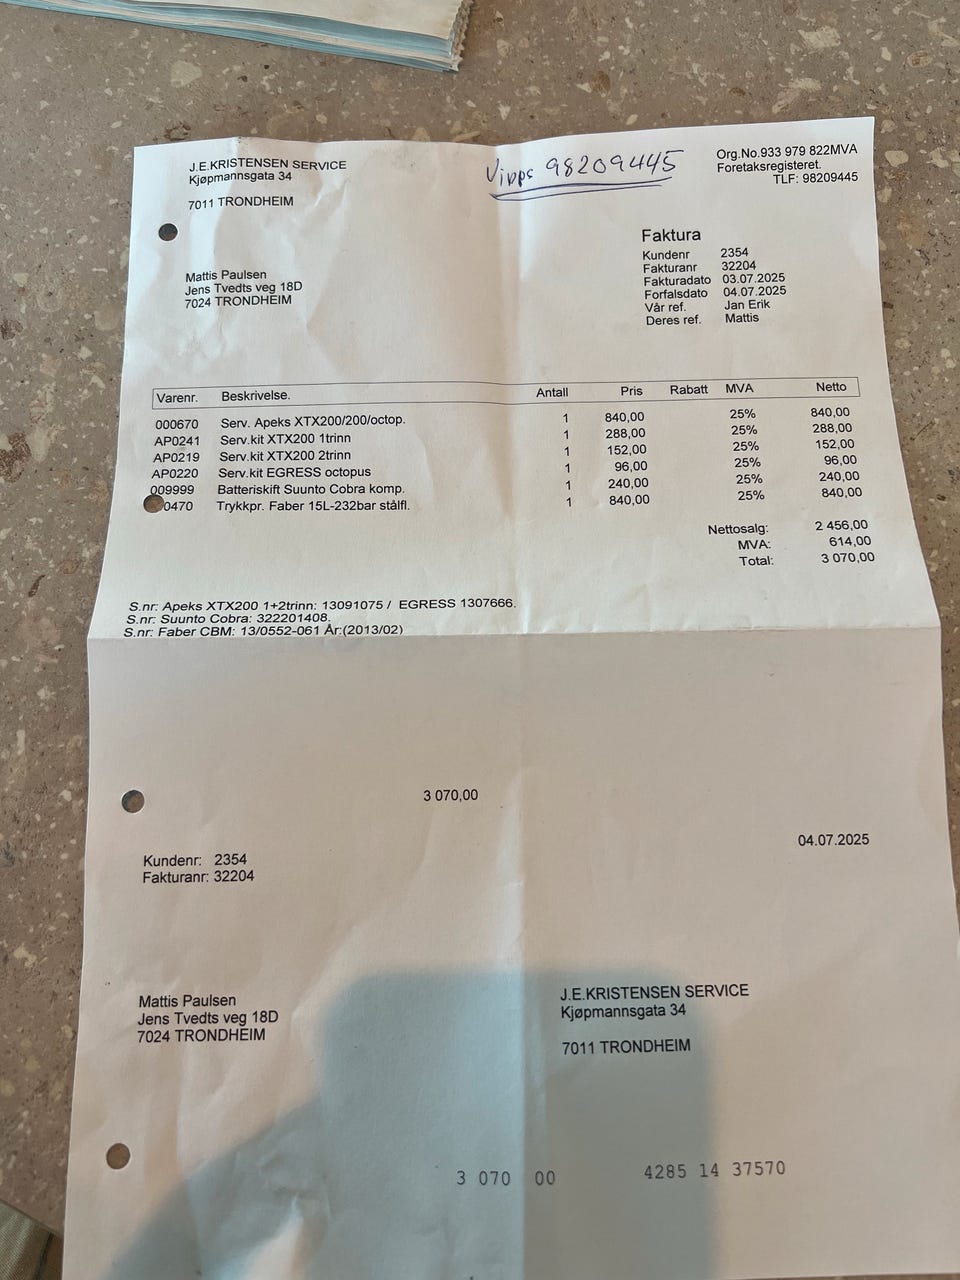 J.E.KRISTENSEN SERVICE
Kjøpmannsgata 34
7011 TRONDHEIM
Vipps 98209445
Org.No.933 979 822MVA
Foretaksregisteret.
TLF: 98209445
Mattis Paulsen
Jens Tvedts veg 18D
7024 TRONDHEIM
Faktura
Kundenr 2354
Fakturanr 32204
Fakturadato 03.07.2025
Forfalsdato 04.07.2025
Vår ref. Jan Erik
Deres ref. Mattis
Varenr. Beskrivelse. Antall Pris Rabatt MVA Netto
000670 Serv. Apeks XTX200/200/octop. 1 840,00 25% 840,00
AP0241 Serv.kit XTX200 1trinn 1 288,00 25% 288,00
AP0219 Serv.kit XTX200 2trinn 1 152,00 25% 152,00
AP0220 Serv.kit EGRESS octopus 1 96,00 25% 96,00
009999 Batteriskift Suunto Cobra komp. 1 240,00 25% 240,00
0470 Trykkpr. Faber 15L-232bar stålfl. 1 840,00 25% 840,00
Nettosalg: 2 456,00
MVA: 614,00
Total: 3 070,00
S.nr: Apeks XTX200 1+2trinn: 13091075 / EGRESS 1307666.
S.nr: Suunto Cobra: 322201408.
S.nr: Faber CBM: 13/0552-061 År:(2013/02)
3 070,00
04.07.2025
Kundenr: 2354
Fakturanr: 32204
Mattis Paulsen
Jens Tvedts veg 18D
7024 TRONDHEIM
J.E.KRISTENSEN SERVICE
Kjøpmannsgata 34
7011 TRONDHEIM
3 070 00 4285 14 37570